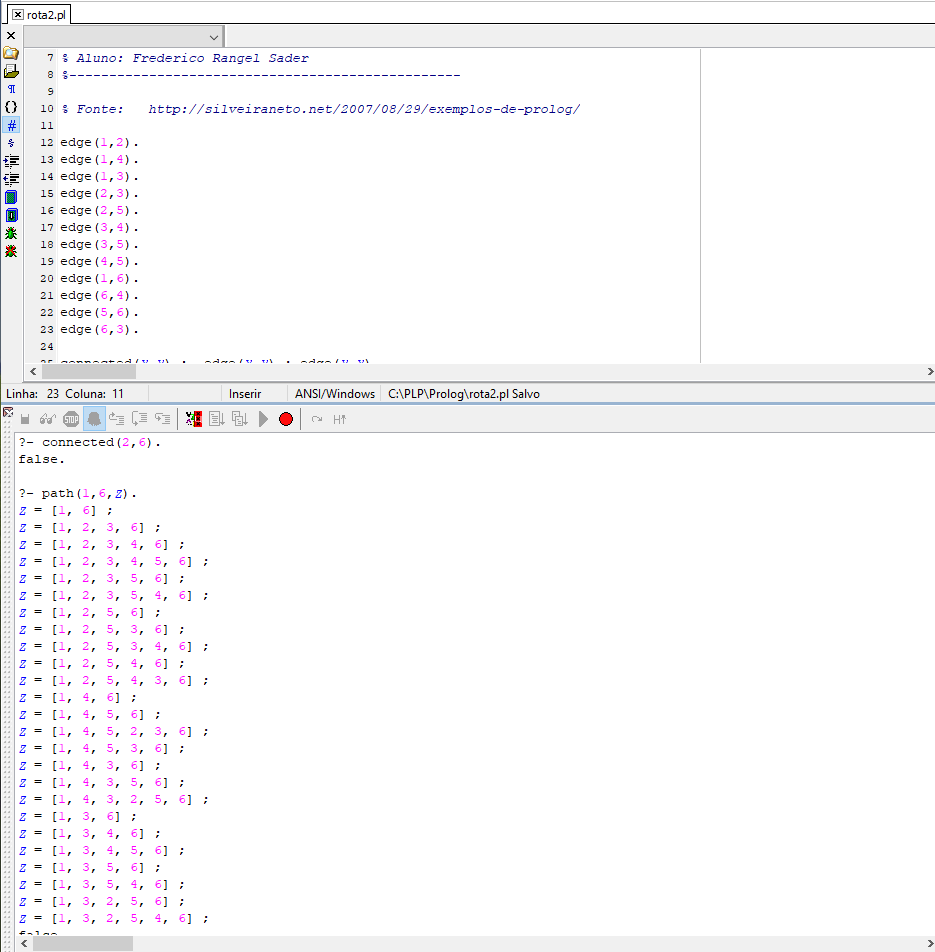 rota2.pl
7 % Aluno: Frederico Rangel Sader
8 %---------------------------------------------------
9
10 % Fonte:   http://silveiraneto.net/2007/08/29/exemplos-de-prolog/
11
12 edge(1,2).
13 edge(1,4).
14 edge(1,3).
15 edge(2,3).
16 edge(2,5).
17 edge(3,4).
18 edge(3,5).
19 edge(4,5).
20 edge(1,6).
21 edge(6,4).
22 edge(5,6).
23 edge(6,3).
24
Linha: 23 Coluna: 11 Inserir ANSI/Windows C:\PLP\Prolog\rota2.pl Salvo
STOP
?- connected(2,6).
false.
?- path(1,6,Z).
Z = [1, 6] ;
Z = [1, 2, 3, 6] ;
Z = [1, 2, 3, 4, 6] ;
Z = [1, 2, 3, 4, 5, 6] ;
Z = [1, 2, 3, 5, 6] ;
Z = [1, 2, 3, 5, 4, 6] ;
Z = [1, 2, 5, 6] ;
Z = [1, 2, 5, 3, 6] ;
Z = [1, 2, 5, 3, 4, 6] ;
Z = [1, 2, 5, 4, 6] ;
Z = [1, 2, 5, 4, 3, 6] ;
Z = [1, 4, 6] ;
Z = [1, 4, 5, 6] ;
Z = [1, 4, 5, 2, 3, 6] ;
Z = [1, 4, 5, 3, 6] ;
Z = [1, 4, 3, 6] ;
Z = [1, 4, 3, 5, 6] ;
Z = [1, 4, 3, 2, 5, 6] ;
Z = [1, 3, 6] ;
Z = [1, 3, 4, 6] ;
Z = [1, 3, 4, 5, 6] ;
Z = [1, 3, 5, 6] ;
Z = [1, 3, 5, 4, 6] ;
Z = [1, 3, 2, 5, 6] ;
Z = [1, 3, 2, 5, 4, 6] ;
false